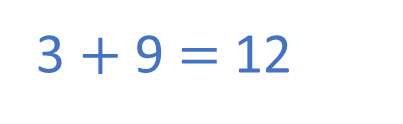 3 + 9 = 12